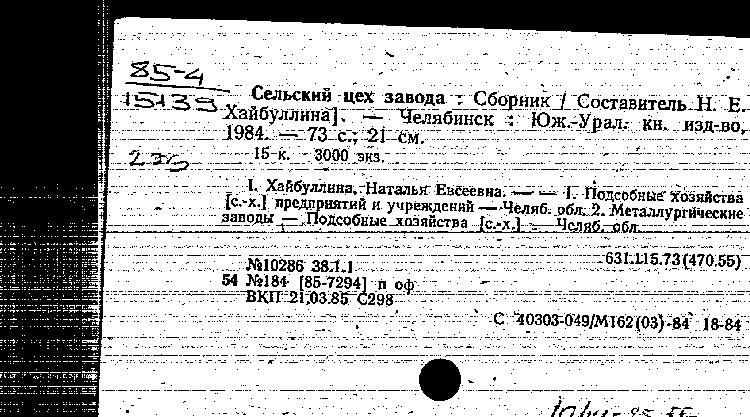 85-4
15139
Сельский цех завода : Сборник / Составитель Н. Е.
Хайбуллина]. — Челябинск : Юж.-Урал. кн. изд-во,
1984. — 73 с.; 21 см.
15 к. 3000 экз.
I. Хайбуллина, Наталья Евсеевна. — — 1. Подсобные хозяйства
[с.-х.] предприятий и учреждений — Челяб. обл. 2. Металлургические
заводы — Подсобные хозяйства [с.-х.] — Челяб. обл.
631.115.73(470.55)
№10286 38.1.1
54 №184 [85-7294] п оф
ВКП 21.03.85 С298
С 40303-049/М162(03)-84 18-84